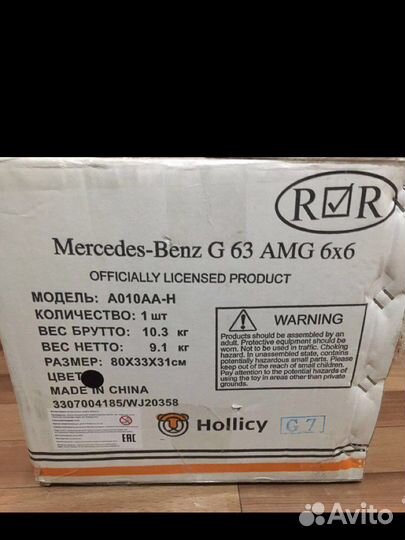 RR
Mercedes-Benz G 63 AMG 6x6
OFFICIALLY LICENSED PRODUCT
МОДЕЛЬ: A010AA-H
КОЛИЧЕСТВО: 1 шт
ВЕС БРУТТО: 10.3 кг
ВЕС НЕТТО: 9.1 кг
РАЗМЕР: 80X33X31см
ЦВЕТ
MADE IN CHINA
3307004185/WJ20358
WARNING
Products should be assembled by an
adult. Protective equipment should be
worn. Not to be used in traffic. Choking
hazard. In unassembled state, contains
potentially hazardous small parts. Please
keep out of the reach of small children.
Pay attention to the potential hazards of
using the toy in areas other than private
grounds.
EAC
Hollicy
G 7
Avito